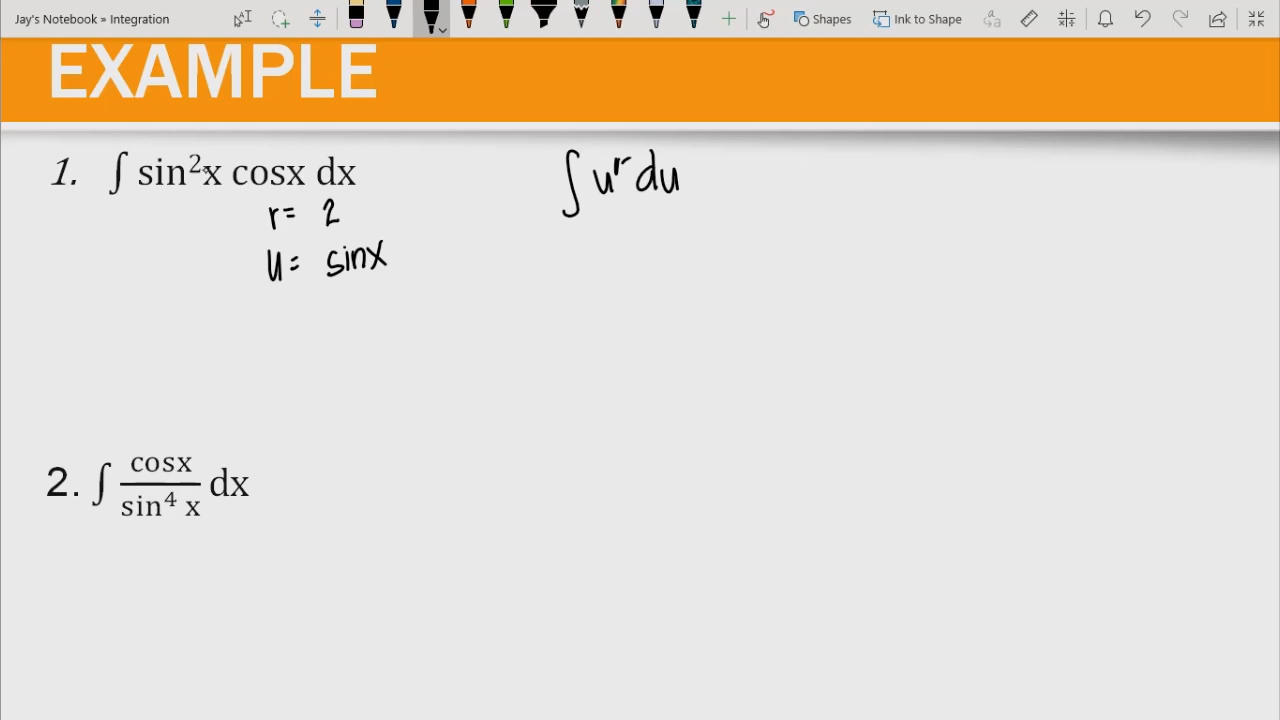 Jay's Notebook » Integration
Shapes
Ink to Shape
EXAMPLE
1. ∫ sin²x cosx dx
∫ uʳ du
r = 2
u = sinx
2. ∫ cosx / sin⁴ x dx